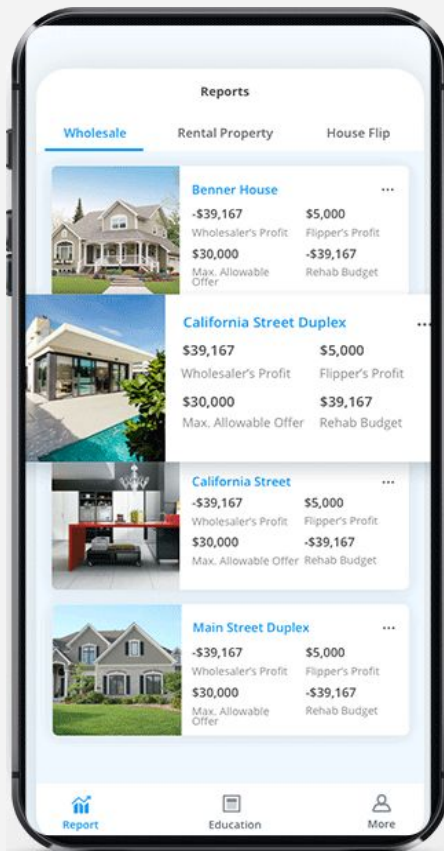 Reports
Wholesale Rental Property House Flip
Benner House ...
-$39,167 $5,000
Wholesaler's Profit Flipper's Profit
$30,000 -$39,167
Max. Allowable Rehab Budget
Offer
California Street Duplex ...
$39,167 $5,000
Wholesaler's Profit Flipper's Profit
$30,000 $39,167
Max. Allowable Offer Rehab Budget
California Street ...
-$39,167 $5,000
Wholesaler's Profit Flipper's Profit
$30,000 -$39,167
Max. Allowable Offer Rehab Budget
Main Street Duplex ...
-$39,167 $5,000
Wholesaler's Profit Flipper's Profit
$30,000 -$39,167
Max. Allowable Rehab Budget
Offer
Report Education More